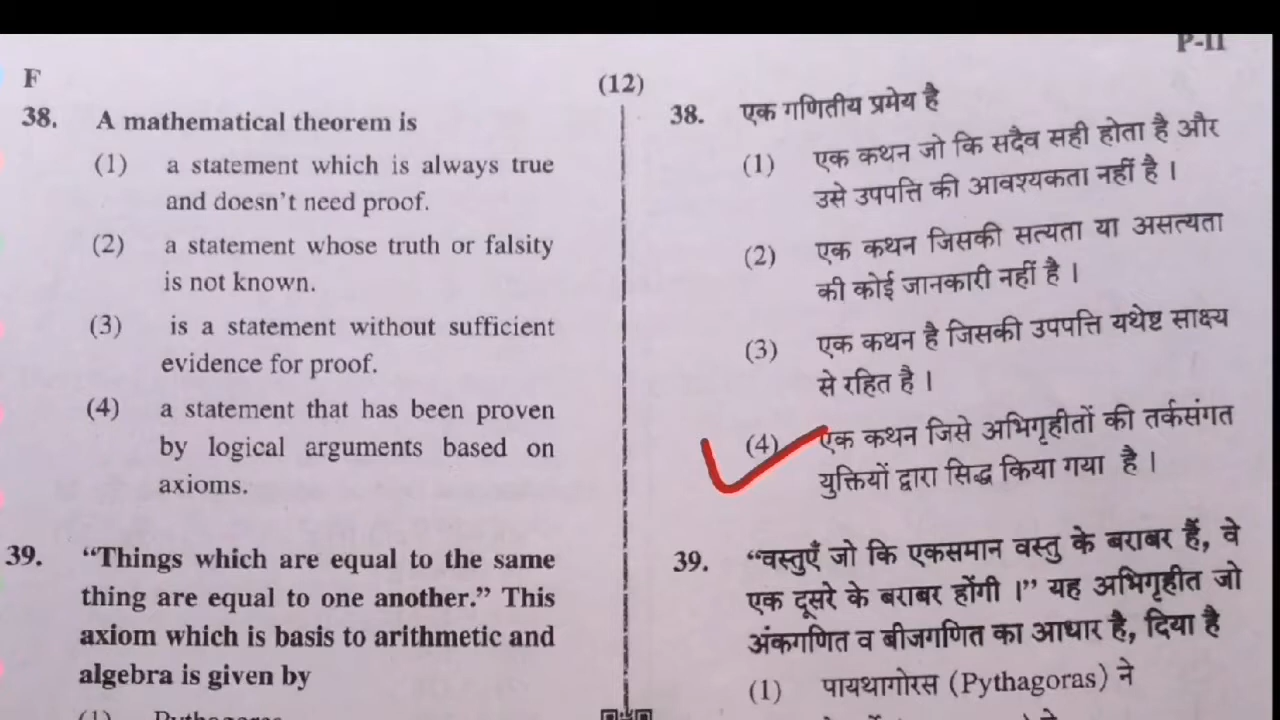 P-II
F
(12)
38. A mathematical theorem is
(1) a statement which is always true
and doesn't need proof.
(2) a statement whose truth or falsity
is not known.
(3) is a statement without sufficient
evidence for proof.
(4) a statement that has been proven
by logical arguments based on
axioms.
39. “Things which are equal to the same
thing are equal to one another.” This
axiom which is basis to arithmetic and
algebra is given by
(1) Pythagoras
38. एक गणितीय प्रमेय है
(1) एक कथन जो कि सदैव सही होता है और
उसे उपपत्ति की आवश्यकता नहीं है ।
(2) एक कथन जिसकी सत्यता या असत्यता
की कोई जानकारी नहीं है ।
(3) एक कथन है जिसकी उपपत्ति यथेष्ट साक्ष्य
से रहित है ।
(4) एक कथन जिसे अभिगृहीतों की तर्कसंगत
युक्तियों द्वारा सिद्ध किया गया है ।
39. “वस्तुएँ जो कि एकसमान वस्तु के बराबर हैं, वे
एक दूसरे के बराबर होंगी ।” यह अभिगृहीत जो
अंकगणित व बीजगणित का आधार है, दिया है
(1) पायथागोरस (Pythagoras) ने